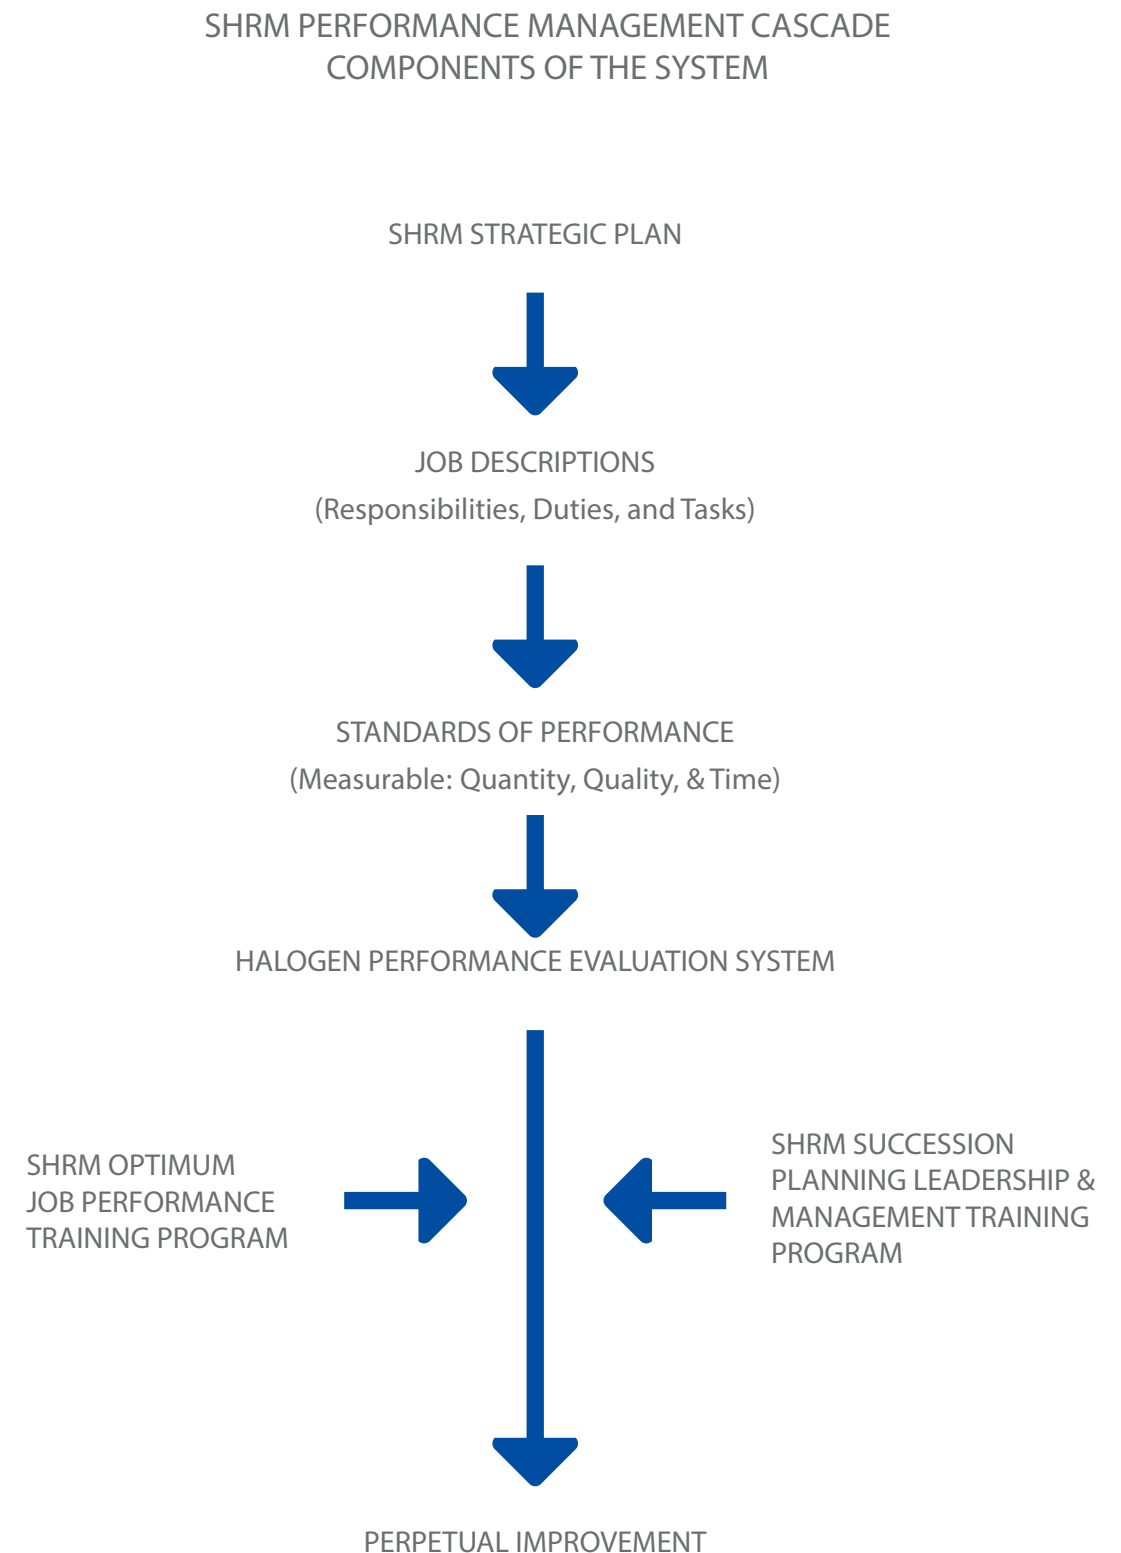 SHRM PERFORMANCE MANAGEMENT CASCADE
COMPONENTS OF THE SYSTEM
SHRM STRATEGIC PLAN
JOB DESCRIPTIONS
(Responsibilities, Duties, and Tasks)
STANDARDS OF PERFORMANCE
(Measurable: Quantity, Quality, & Time)
HALOGEN PERFORMANCE EVALUATION SYSTEM
SHRM OPTIMUM
JOB PERFORMANCE
TRAINING PROGRAM
SHRM SUCCESSION
PLANNING LEADERSHIP &
MANAGEMENT TRAINING
PROGRAM
PERPETUAL IMPROVEMENT